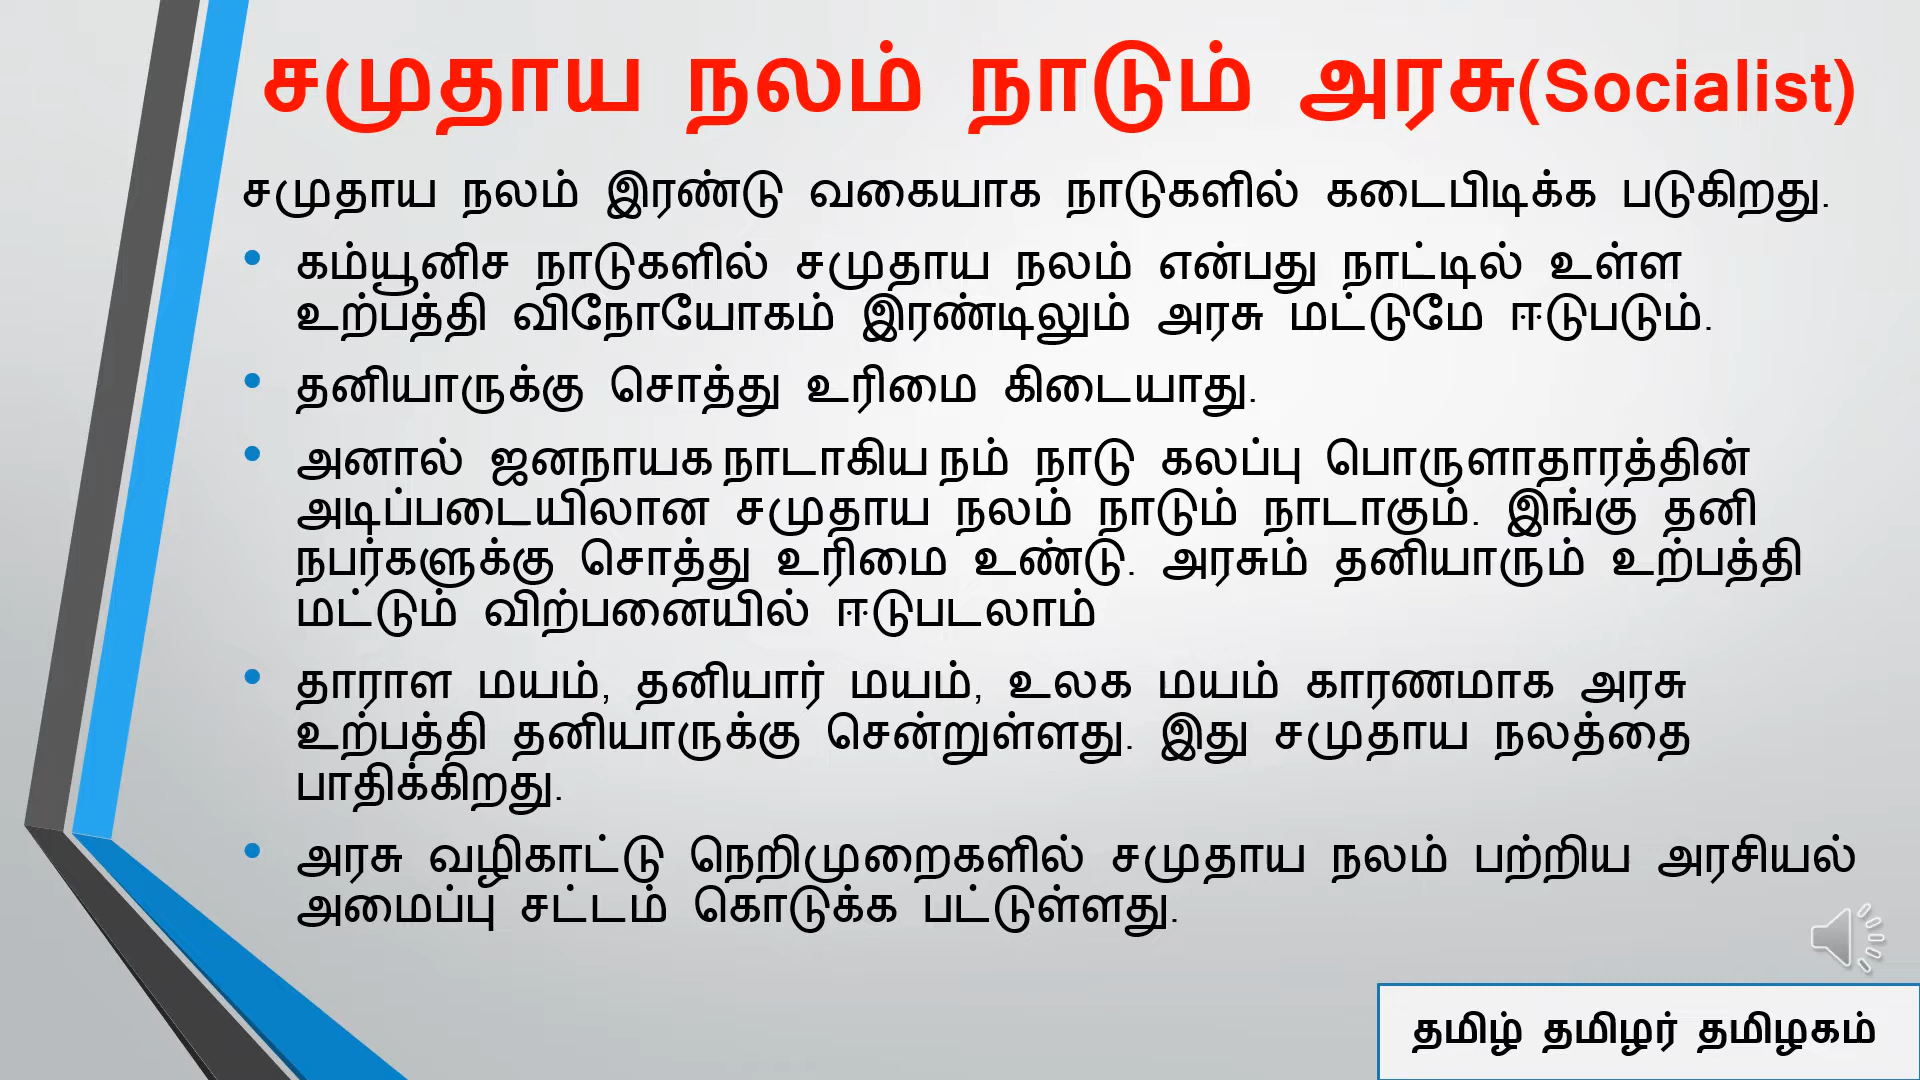 சமுதாய நலம் நாடும் அரசு(Socialist)
சமுதாய நலம் இரண்டு வகையாக நாடுகளில் கடைபிடிக்க படுகிறது.
• கம்யூனிச நாடுகளில் சமுதாய நலம் என்பது நாட்டில் உள்ள
உற்பத்தி விநோயோகம் இரண்டிலும் அரசு மட்டுமே ஈடுபடும்.
• தனியாருக்கு சொத்து உரிமை கிடையாது.
• அனால் ஜனநாயக நாடாகிய நம் நாடு கலப்பு பொருளாதாரத்தின்
அடிப்படையிலான சமுதாய நலம் நாடும் நாடாகும். இங்கு தனி
நபர்களுக்கு சொத்து உரிமை உண்டு. அரசும் தனியாரும் உற்பத்தி
மட்டும் விற்பனையில் ஈடுபடலாம்
• தாராள மயம், தனியார் மயம், உலக மயம் காரணமாக அரசு
உற்பத்தி தனியாருக்கு சென்றுள்ளது. இது சமுதாய நலத்தை
பாதிக்கிறது.
• அரசு வழிகாட்டு நெறிமுறைகளில் சமுதாய நலம் பற்றிய அரசியல்
அமைப்பு சட்டம் கொடுக்க பட்டுள்ளது.
தமிழ் தமிழர் தமிழகம்